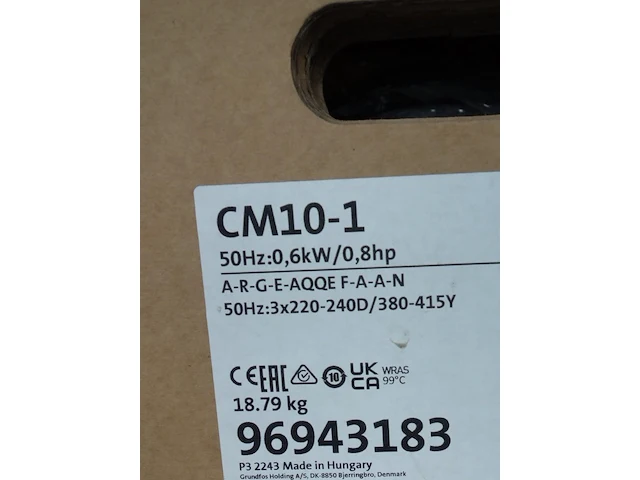 CM10-1
50Hz:0,6kW/0,8hp
A-R-G-E-AQQE F-A-A-N
50Hz:3x220-240D/380-415Y
CE EAC 10 UK CA WRAS 99°C
18.79 kg
96943183
P3 2243 Made in Hungary
Grundfos Holding A/S, DK-8850 Bjerringbro, Denmark